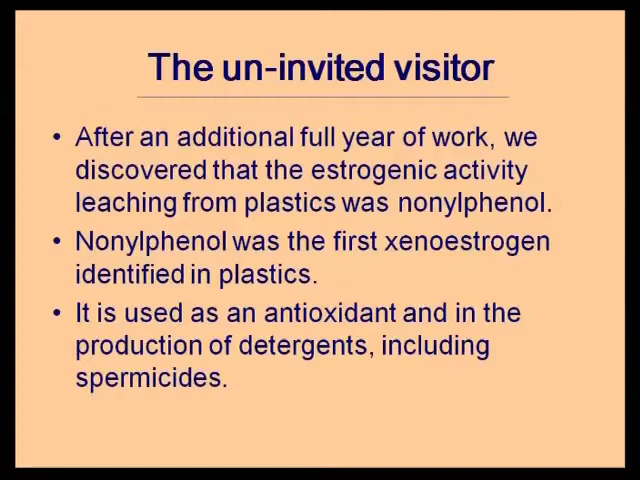 The un-invited visitor
• After an additional full year of work, we
discovered that the estrogenic activity
leaching from plastics was nonylphenol.
• Nonylphenol was the first xenoestrogen
identified in plastics.
• It is used as an antioxidant and in the
production of detergents, including
spermicides.